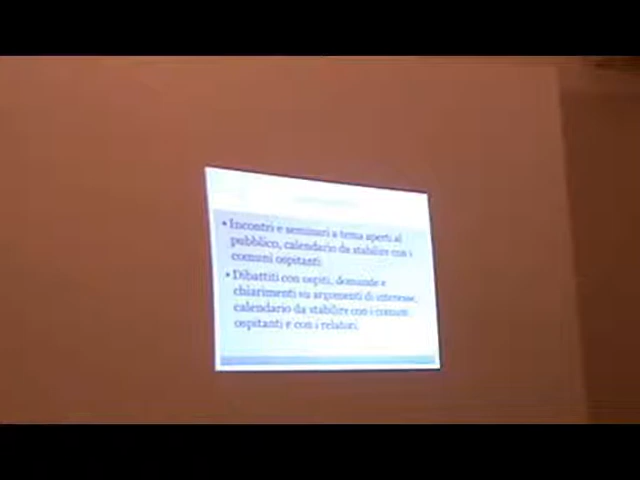 • Incontri e seminari a tema aperti al
pubblico, calendario da stabilire con i
comuni ospitanti
• Dibattiti con ospiti, domande e
chiarimenti su argomenti di interesse,
calendario da stabilire con i comuni
ospitanti e con i relatori.